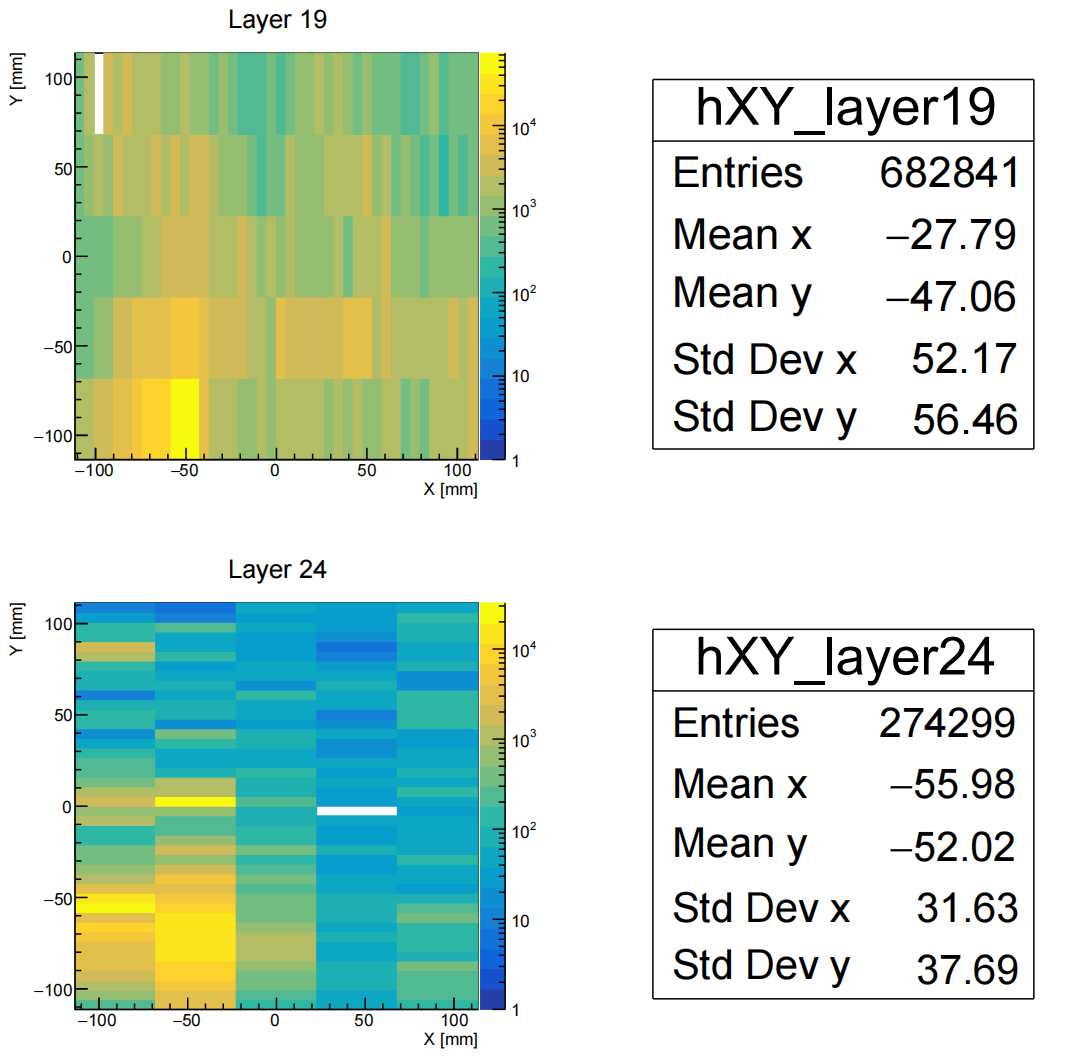 Layer 19
Y [mm]
100
50
0
−50
−100
−100 −50 0 50 100
X [mm]
10⁴
10³
10²
10
1
hXY_layer19
Entries 682841
Mean x −27.79
Mean y −47.06
Std Dev x 52.17
Std Dev y 56.46
Layer 24
Y [mm]
100
50
0
−50
−100
−100 −50 0 50 100
X [mm]
10⁴
10³
10²
10
1
hXY_layer24
Entries 274299
Mean x −55.98
Mean y −52.02
Std Dev x 31.63
Std Dev y 37.69